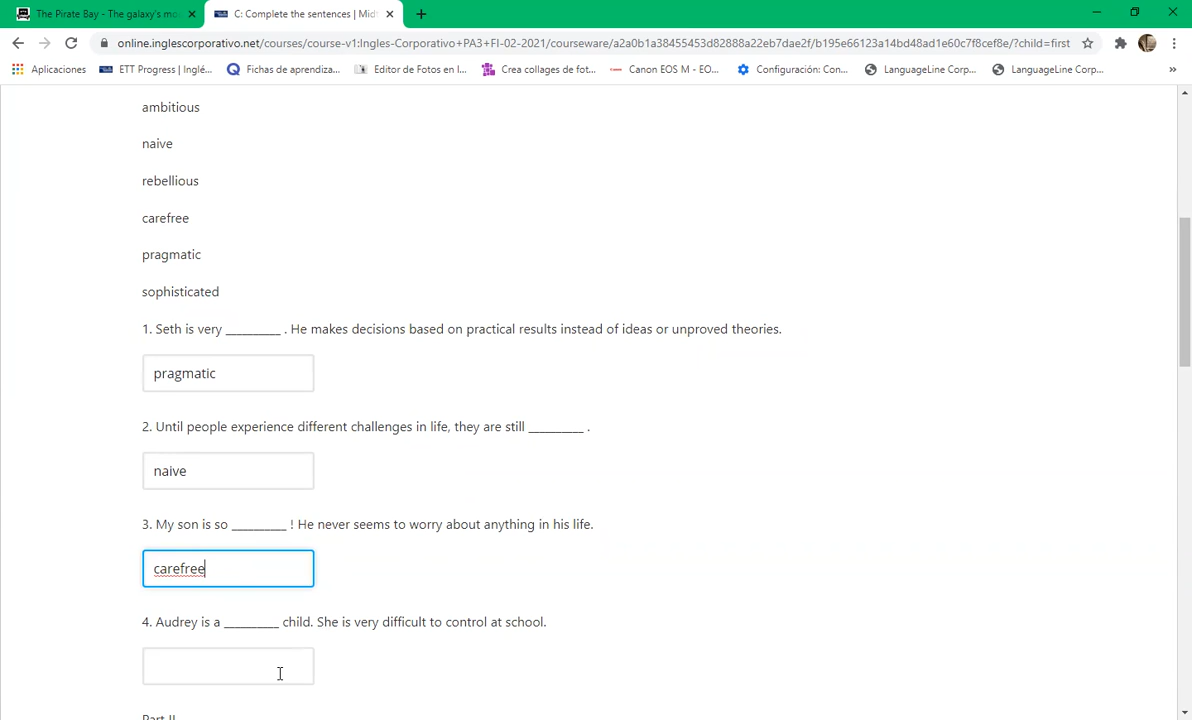 The Pirate Bay - The galaxy's mo
C: Complete the sentences | Mid
online.inglescorporativo.net/courses/course-v1:Ingles-Corporativo+PA3+FI-02-2021/courseware/a2a0b1a38455453d82888a22eb7dae2f/b195e66123a14bd48ad1e60c7f8cef8e/?child=first
Aplicaciones
ETT Progress | Inglé...
Fichas de aprendiza...
Editor de Fotos en l...
Crea collages de fot...
Canon EOS M - EO...
Configuración: Con...
LanguageLine Corp...
LanguageLine Corp...
»
ambitious
naive
rebellious
carefree
pragmatic
sophisticated
1. Seth is very _________ . He makes decisions based on practical results instead of ideas or unproved theories.
pragmatic
2. Until people experience different challenges in life, they are still _________ .
naive
3. My son is so _________ ! He never seems to worry about anything in his life.
carefree
4. Audrey is a _________ child. She is very difficult to control at school.
Part II